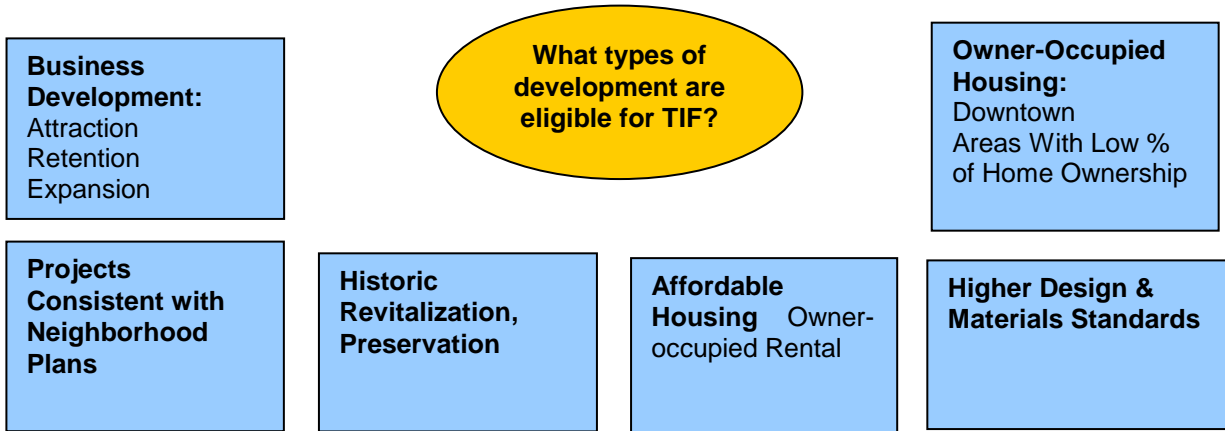 What types of
development are
eligible for TIF?
Business
Development:
Attraction
Retention
Expansion
Owner-Occupied
Housing:
Downtown
Areas With Low %
of Home Ownership
Projects
Consistent with
Neighborhood
Plans
Historic
Revitalization,
Preservation
Affordable
Housing Owner-
occupied Rental
Higher Design &
Materials Standards